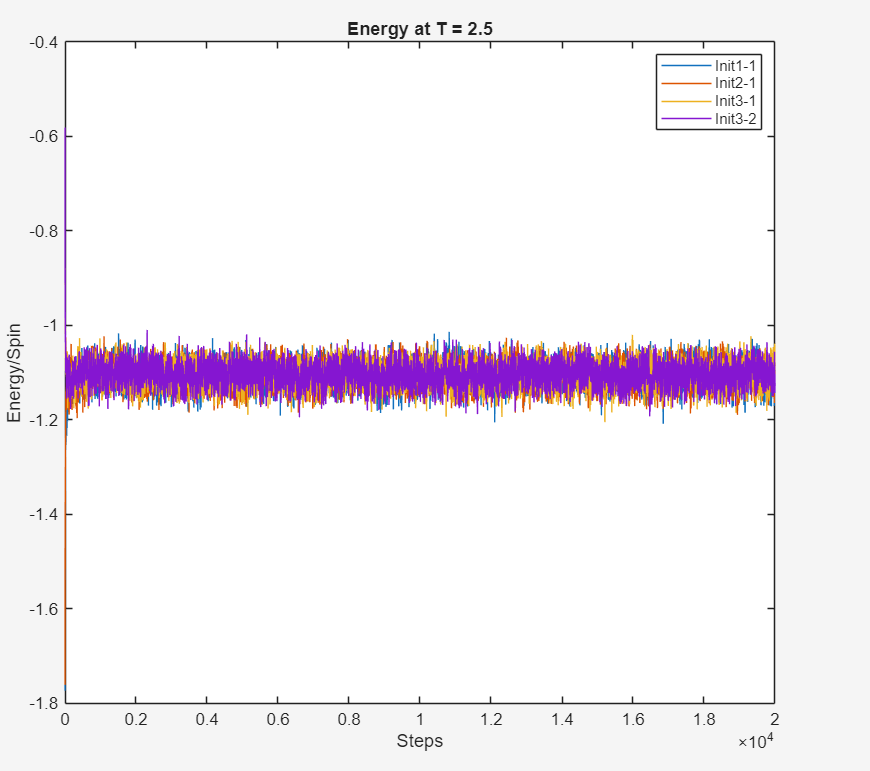 Energy at T = 2.5
Energy/Spin
-0.4
-0.6
-0.8
-1
-1.2
-1.4
-1.6
-1.8
Init1-1
Init2-1
Init3-1
Init3-2
0 0.2 0.4 0.6 0.8 1 1.2 1.4 1.6 1.8 2
Steps
×10⁴